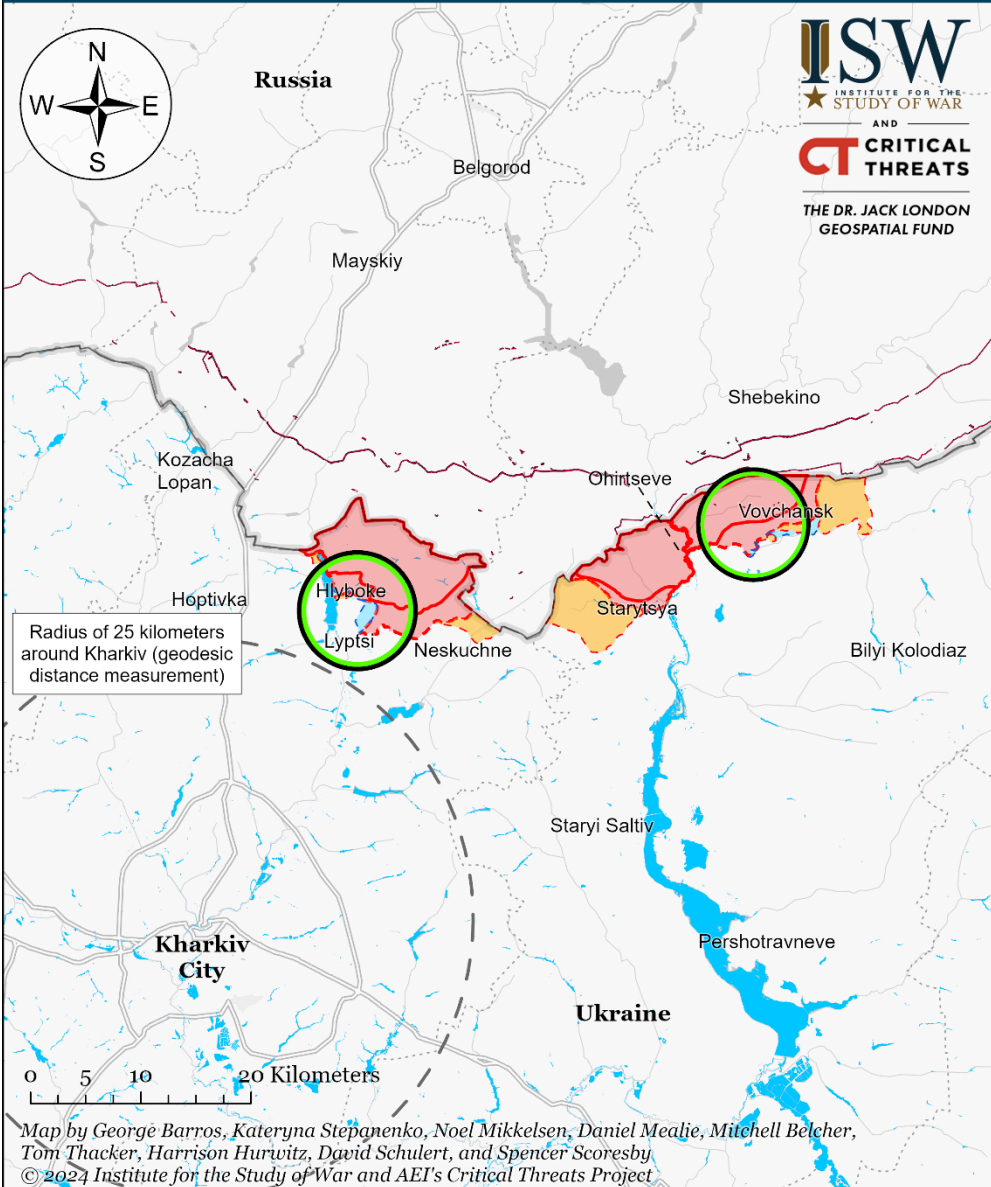 N
W
E
S
Russia
ISW
INSTITUTE FOR THE
STUDY OF WAR
AND
CT CRITICAL
THREATS
THE DR. JACK LONDON
GEOSPATIAL FUND
Belgorod
Mayskiy
Shebekino
Kozacha
Lopan
Ohirtseve
Vovchansk
Hlyboke
Hoptivka
Starytsya
Lyptsi
Neskuchne
Bilyi Kolodiaz
Radius of 25 kilometers
around Kharkiv (geodesic
distance measurement)
Staryi Saltiv
Pershotravneve
Kharkiv
City
Ukraine
0 5 10 20 Kilometers
Map by George Barros, Kateryna Stepanenko, Noel Mikkelsen, Daniel Mealie, Mitchell Belcher,
Tom Thacker, Harrison Hurwitz, David Schulert, and Spencer Scoresby
© 2024 Institute for the Study of War and AEI's Critical Threats Project